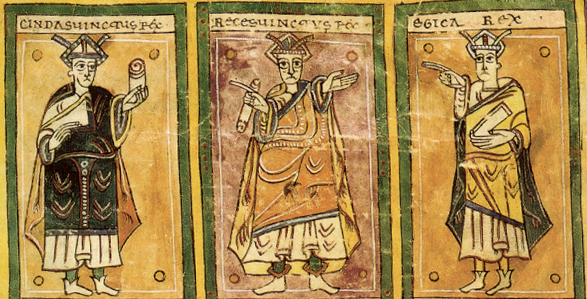 CINDASUINCTUS REX
RECESUINCTUS REX
EGICA REX